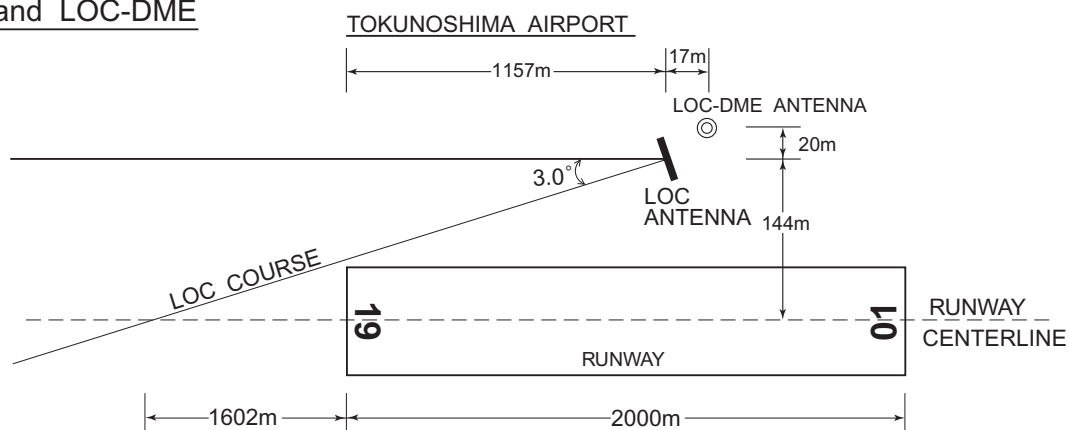 and LOC-DME
TOKUNOSHIMA AIRPORT
1157m
17m
LOC-DME ANTENNA
20m
3.0°
LOC
ANTENNA
144m
LOC COURSE
19
01
RUNWAY
CENTERLINE
RUNWAY
1602m
2000m